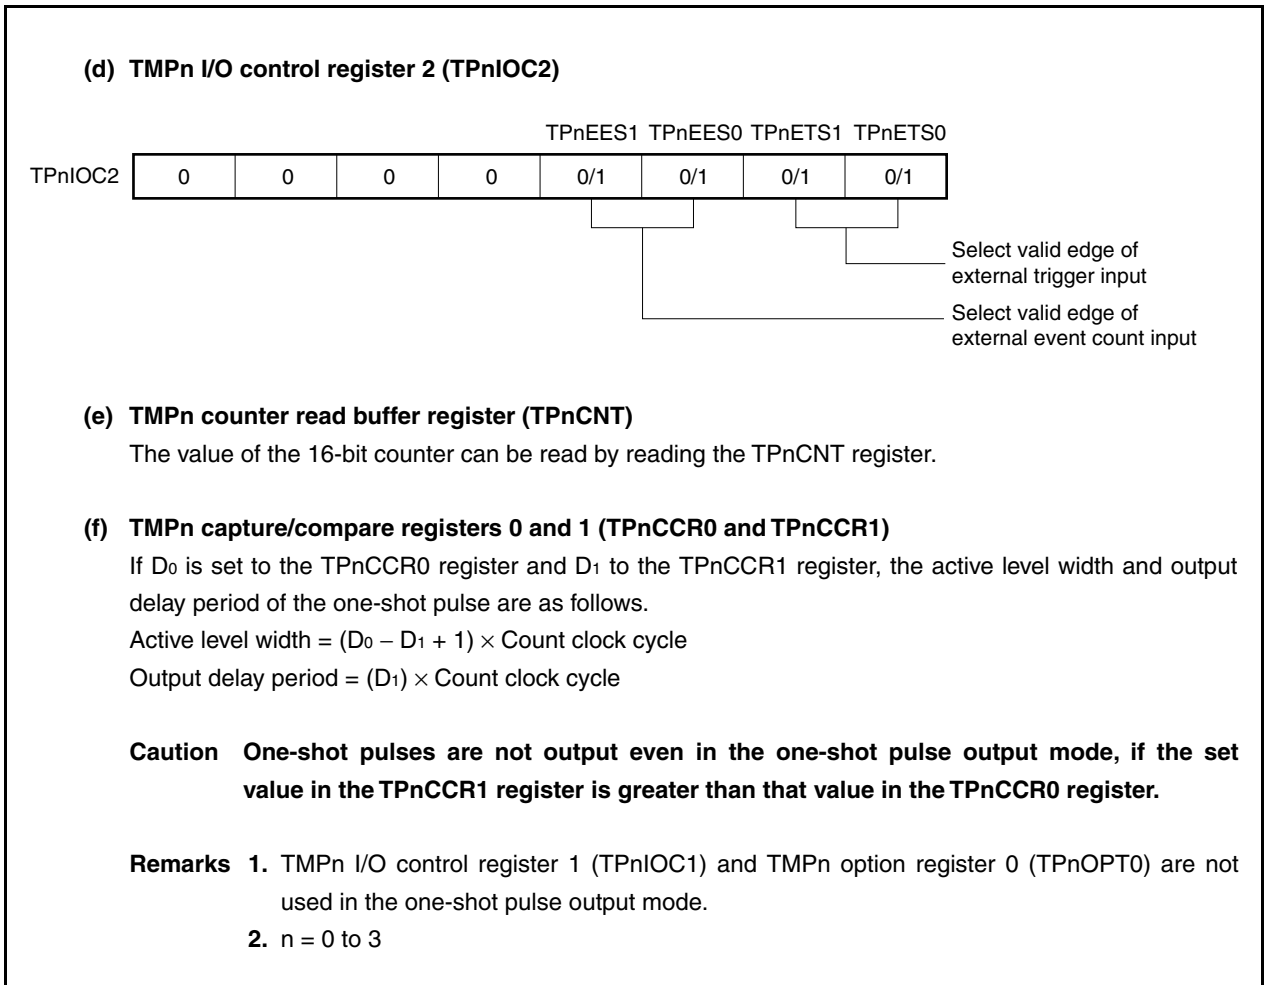 (d) TMPn I/O control register 2 (TPnIOC2)
TPnEES1 TPnEES0 TPnETS1 TPnETS0
TPnIOC2 0 0 0 0 0/1 0/1 0/1 0/1
Select valid edge of
external trigger input
Select valid edge of
external event count input
(e) TMPn counter read buffer register (TPnCNT)
The value of the 16-bit counter can be read by reading the TPnCNT register.
(f) TMPn capture/compare registers 0 and 1 (TPnCCR0 and TPnCCR1)
If D0 is set to the TPnCCR0 register and D1 to the TPnCCR1 register, the active level width and output
delay period of the one-shot pulse are as follows.
Active level width = (D0 − D1 + 1) × Count clock cycle
Output delay period = (D1) × Count clock cycle
Caution One-shot pulses are not output even in the one-shot pulse output mode, if the set
value in the TPnCCR1 register is greater than that value in the TPnCCR0 register.
Remarks 1. TMPn I/O control register 1 (TPnIOC1) and TMPn option register 0 (TPnOPT0) are not
used in the one-shot pulse output mode.
2. n = 0 to 3